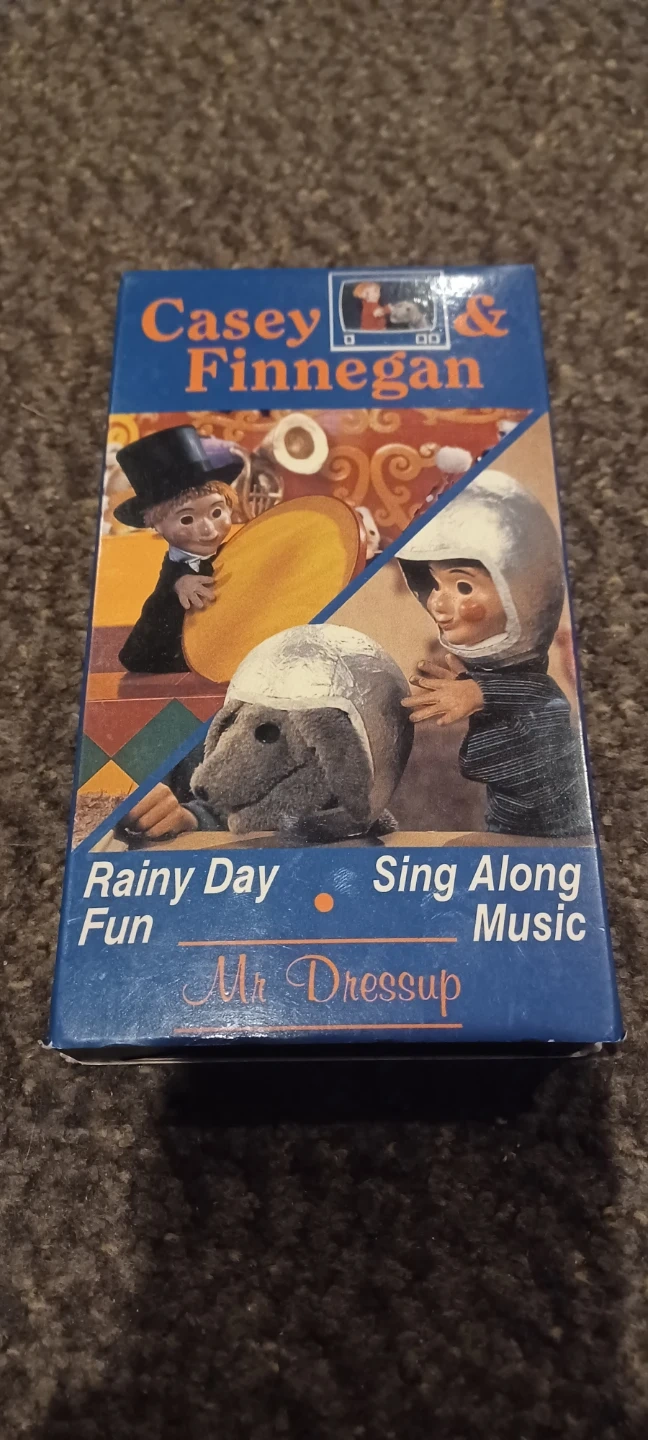 Casey &
Finnegan
Rainy Day
Fun
•
Sing Along
Music
Mr Dressup